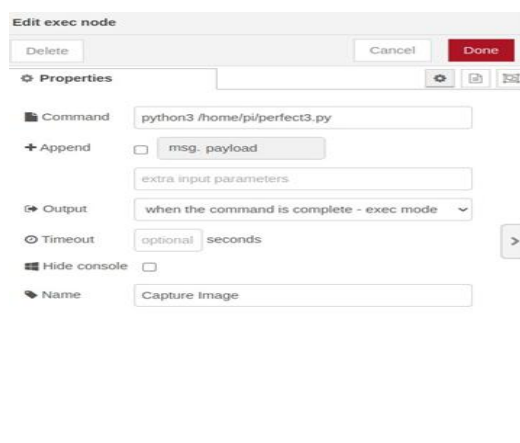 Edit exec node
Delete Cancel Done
Properties
Command python3 /home/pi/perfect3.py
Append msg. payload
extra input parameters
Output when the command is complete - exec mode
Timeout optional seconds
Hide console
Name Capture Image